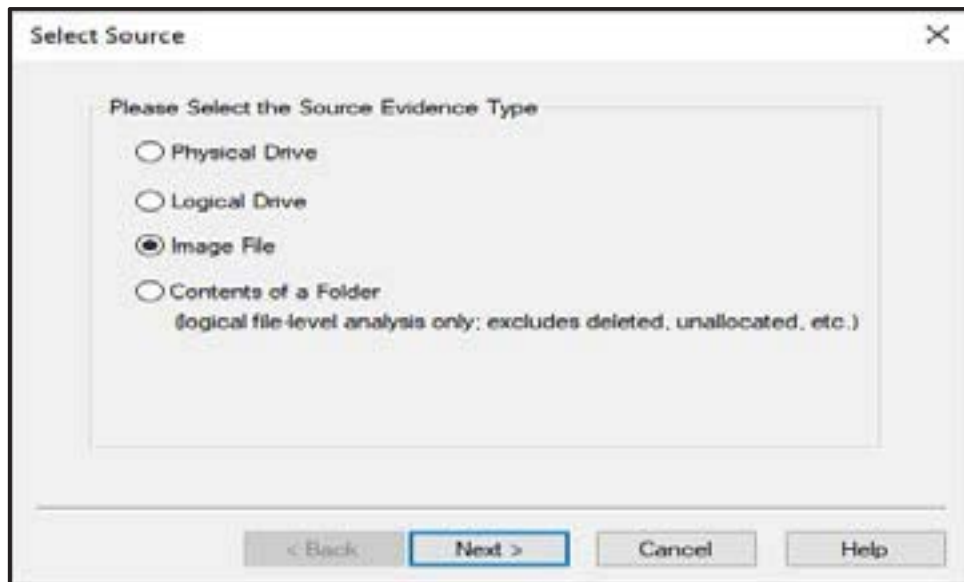 Select Source
Please Select the Source Evidence Type
Physical Drive
Logical Drive
Image File
Contents of a Folder
(logical file-level analysis only; excludes deleted, unallocated, etc.)
< Back Next > Cancel Help